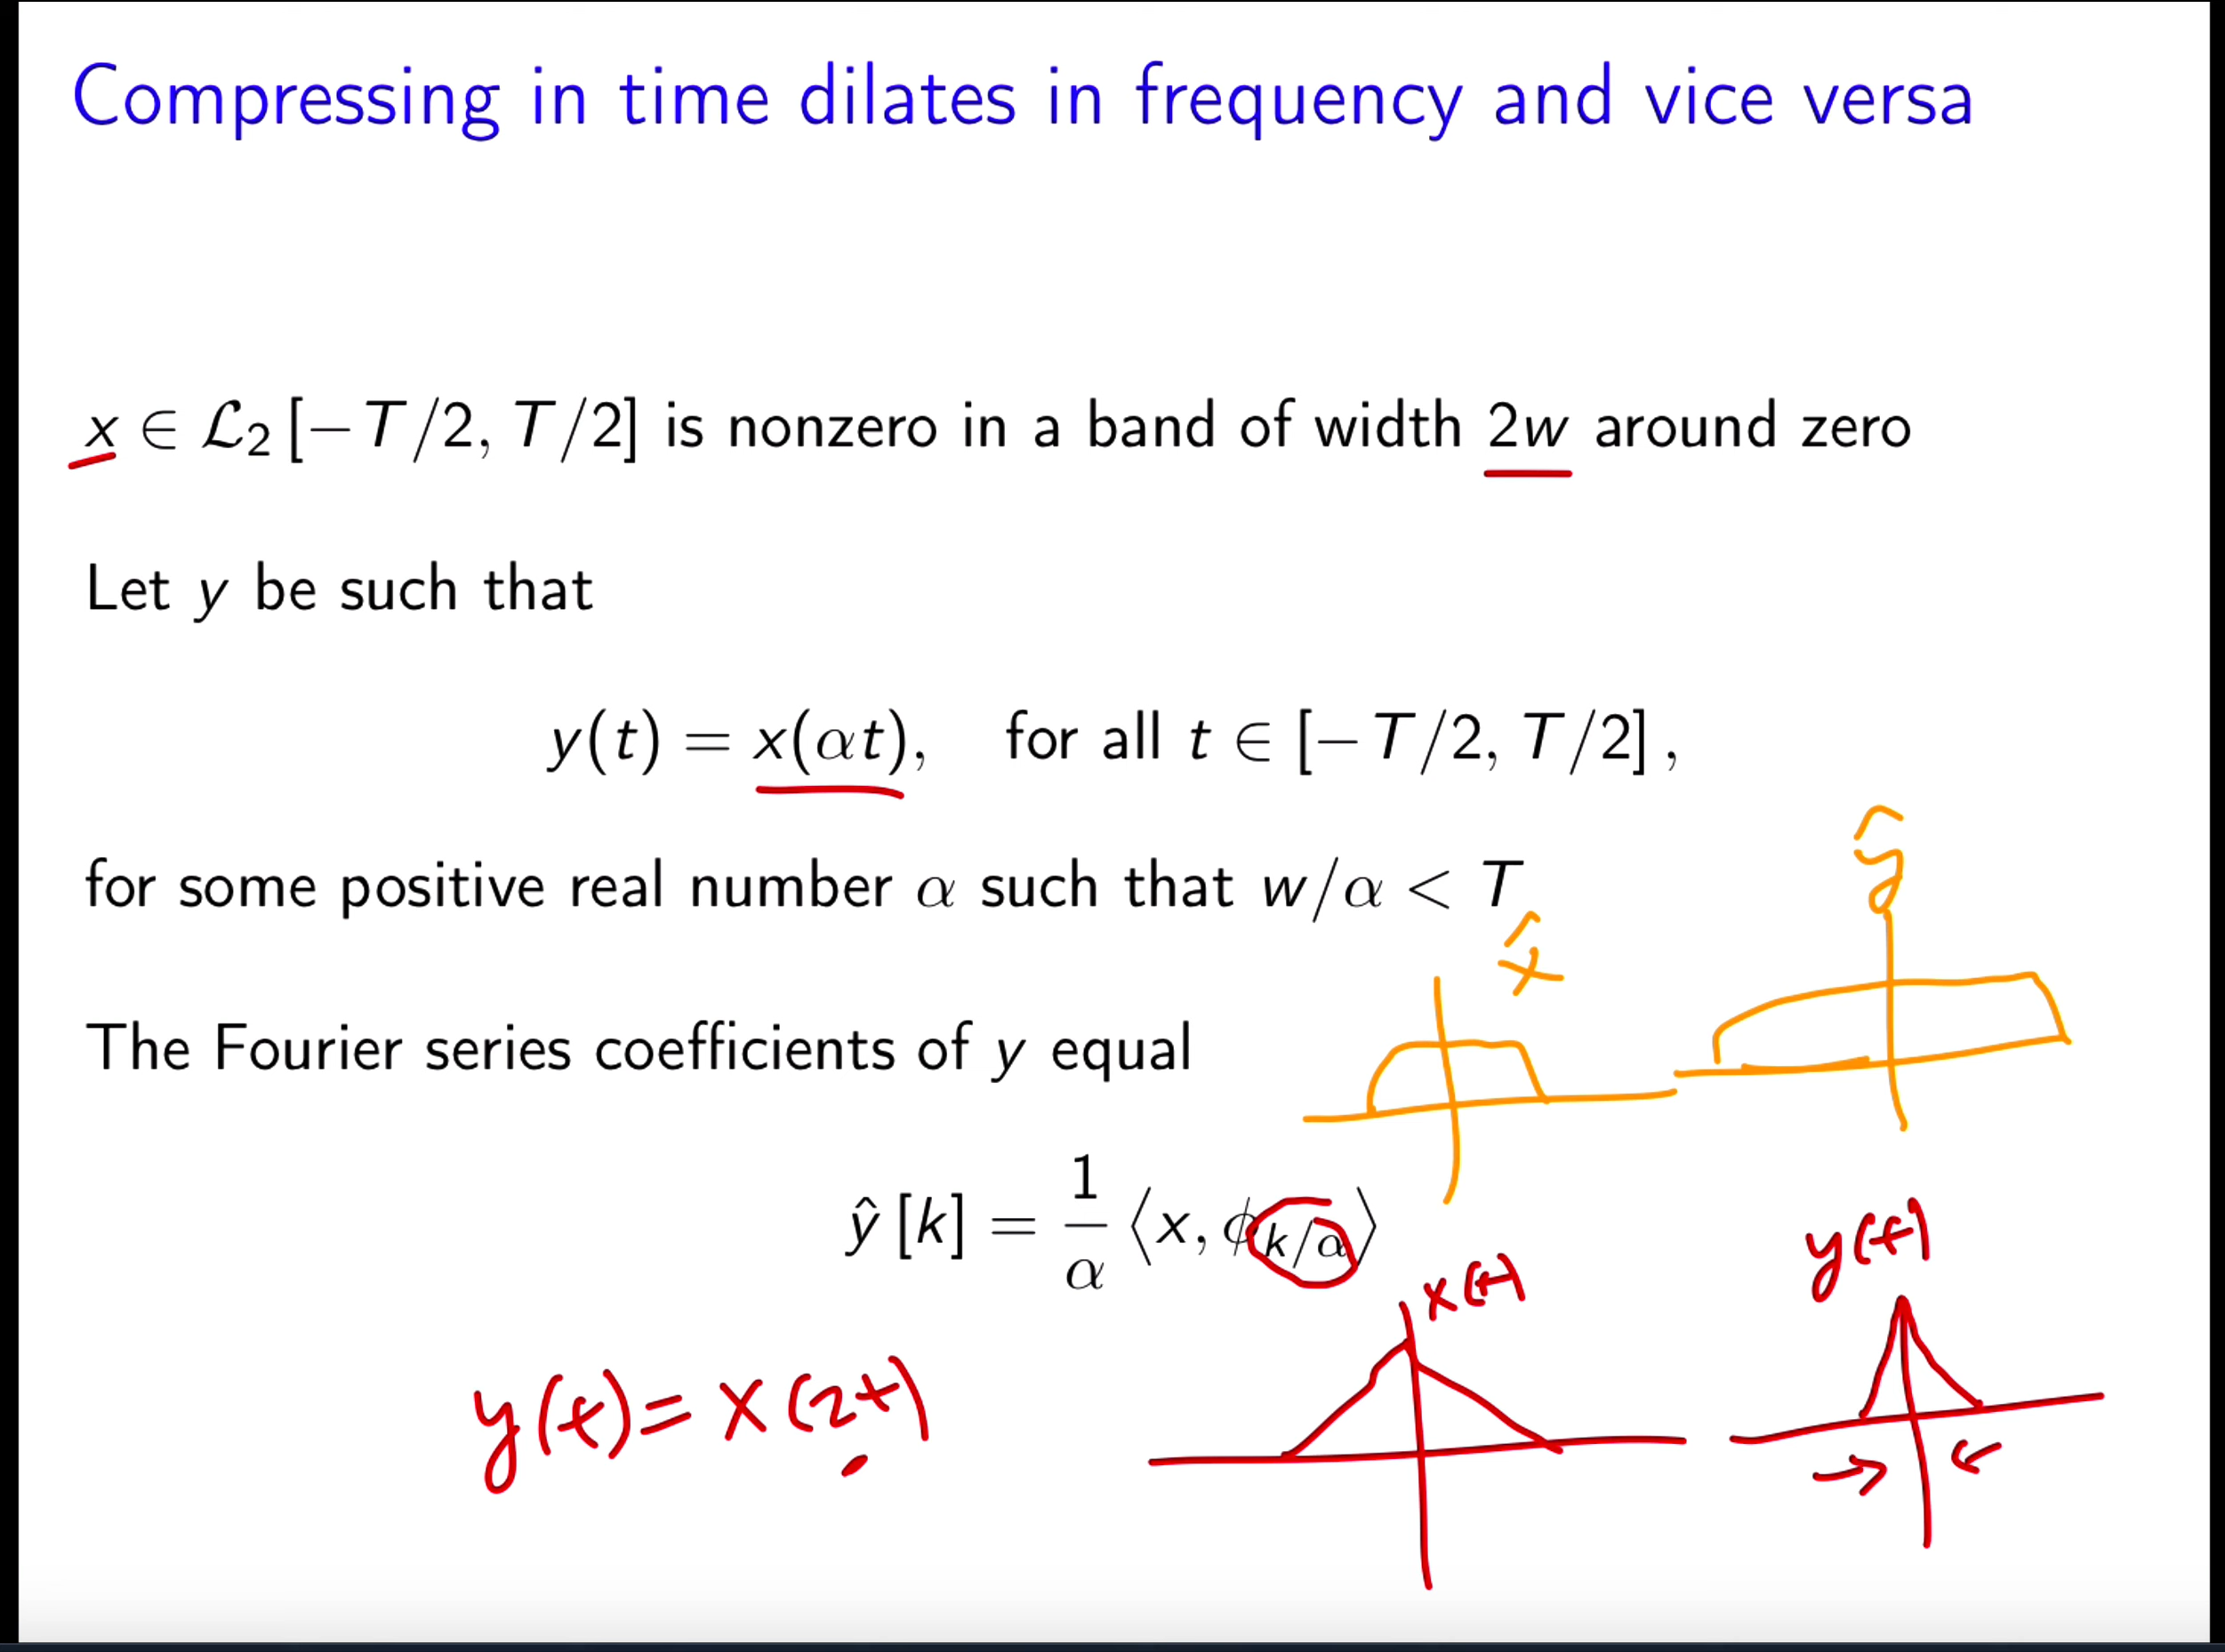 Compressing in time dilates in frequency and vice versa
x ∈ ℒ₂ [−T/2, T/2] is nonzero in a band of width 2w around zero
Let y be such that
y(t) = x(αt), for all t ∈ [−T/2, T/2] ,
for some positive real number α such that w/α < T
x̂
ŷ
The Fourier series coefficients of y equal
ŷ [k] = 1/α ⟨x, ϕ_{k/α}⟩
x(t)
y(t)
y(t) = x(2t)